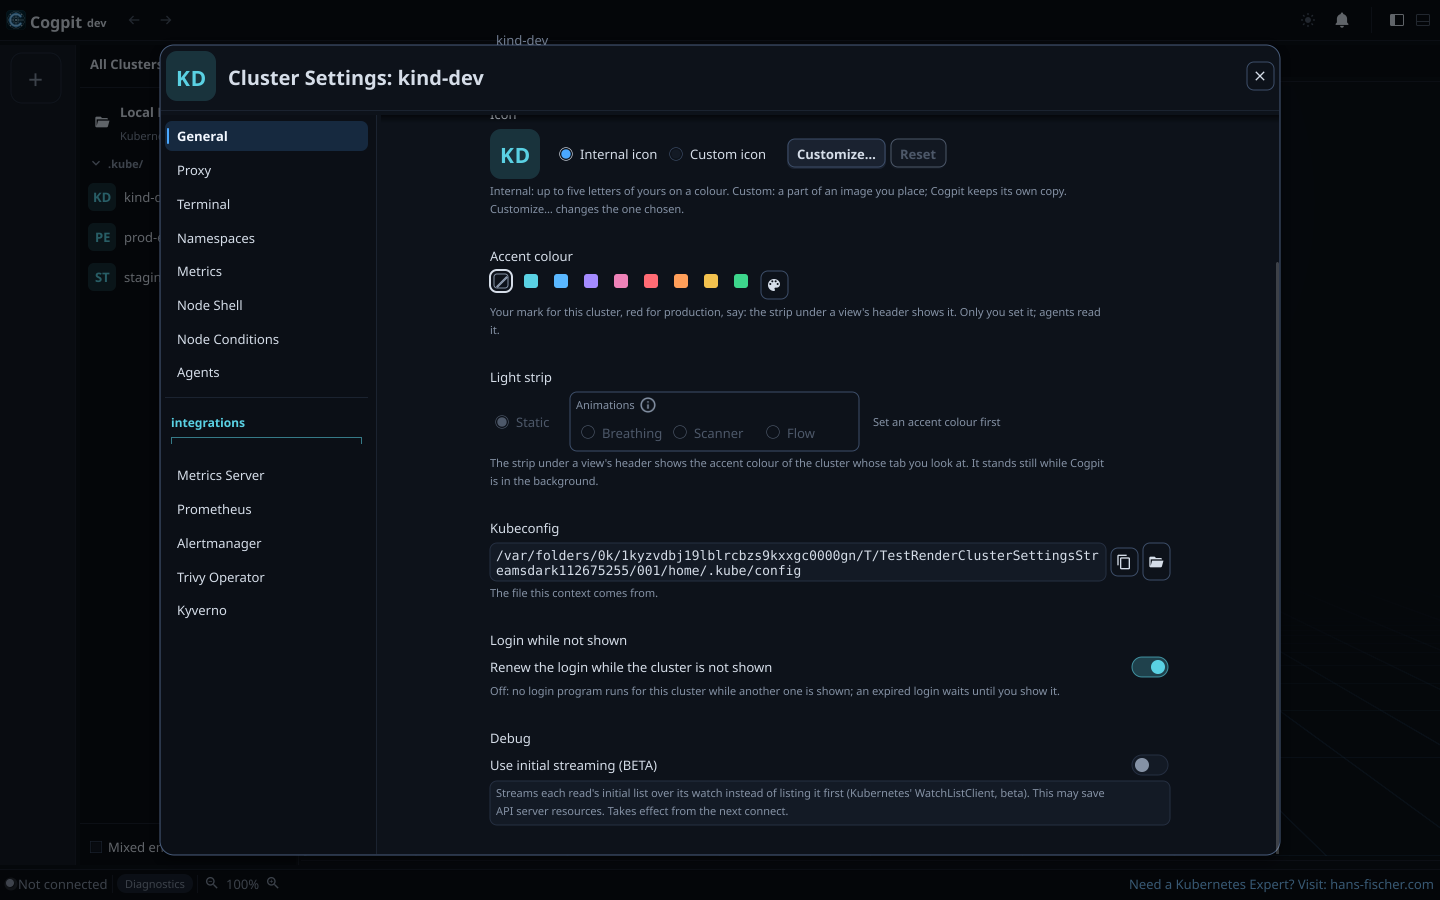 Cogpit dev
kind-dev
All Clusters
KD Cluster Settings: kind-dev
Local
.kube/
KD kind-d
PE prod-e
ST stagin
General
Proxy
Terminal
Namespaces
Metrics
Node Shell
Node Conditions
Agents
integrations
Metrics Server
Prometheus
Alertmanager
Trivy Operator
Kyverno
Icon
KD Internal icon Custom icon Customize... Reset
Internal: up to five letters of yours on a colour. Custom: a part of an image you place; Cogpit keeps its own copy.
Customize... changes the one chosen.
Accent colour
Your mark for this cluster, red for production, say: the strip under a view's header shows it. Only you set it; agents read
it.
Light strip
Static
Animations
Breathing Scanner Flow
Set an accent colour first
The strip under a view's header shows the accent colour of the cluster whose tab you look at. It stands still while Cogpit
is in the background.
Kubeconfig
/var/folders/0k/1kyzvdbj19lblrcbzs9kxxgc0000gn/T/TestRenderClusterSettingsStr
eamsdark112675255/001/home/.kube/config
The file this context comes from.
Login while not shown
Renew the login while the cluster is not shown
Off: no login program runs for this cluster while another one is shown; an expired login waits until you show it.
Debug
Use initial streaming (BETA)
Streams each read's initial list over its watch instead of listing it first (Kubernetes' WatchListClient, beta). This may save
API server resources. Takes effect from the next connect.
Mixed en
Not connected Diagnostics 100% Need a Kubernetes Expert? Visit: hans-fischer.com